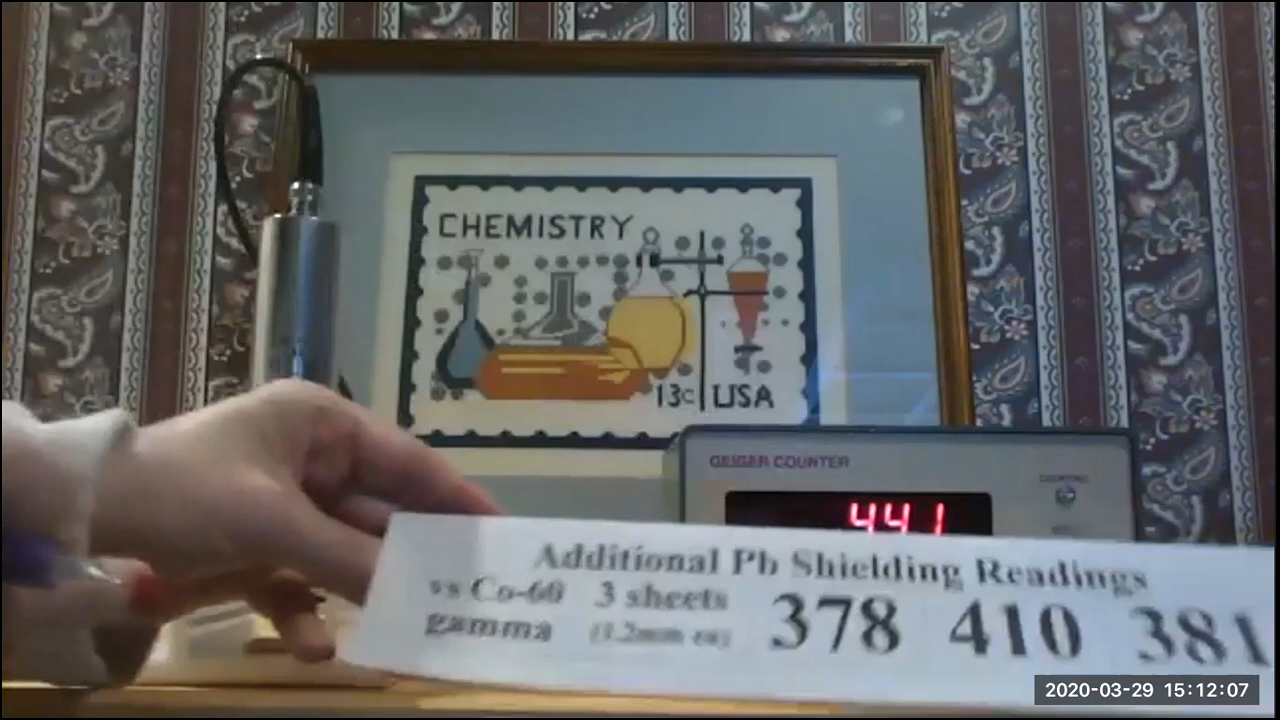 CHEMISTRY
13c USA
GEIGER COUNTER
COUNTING
441
Additional Pb Shielding Readings
vs Co-60 3 sheets
gamma (1.2mm ea) 378 410 381
2020-03-29 15:12:07